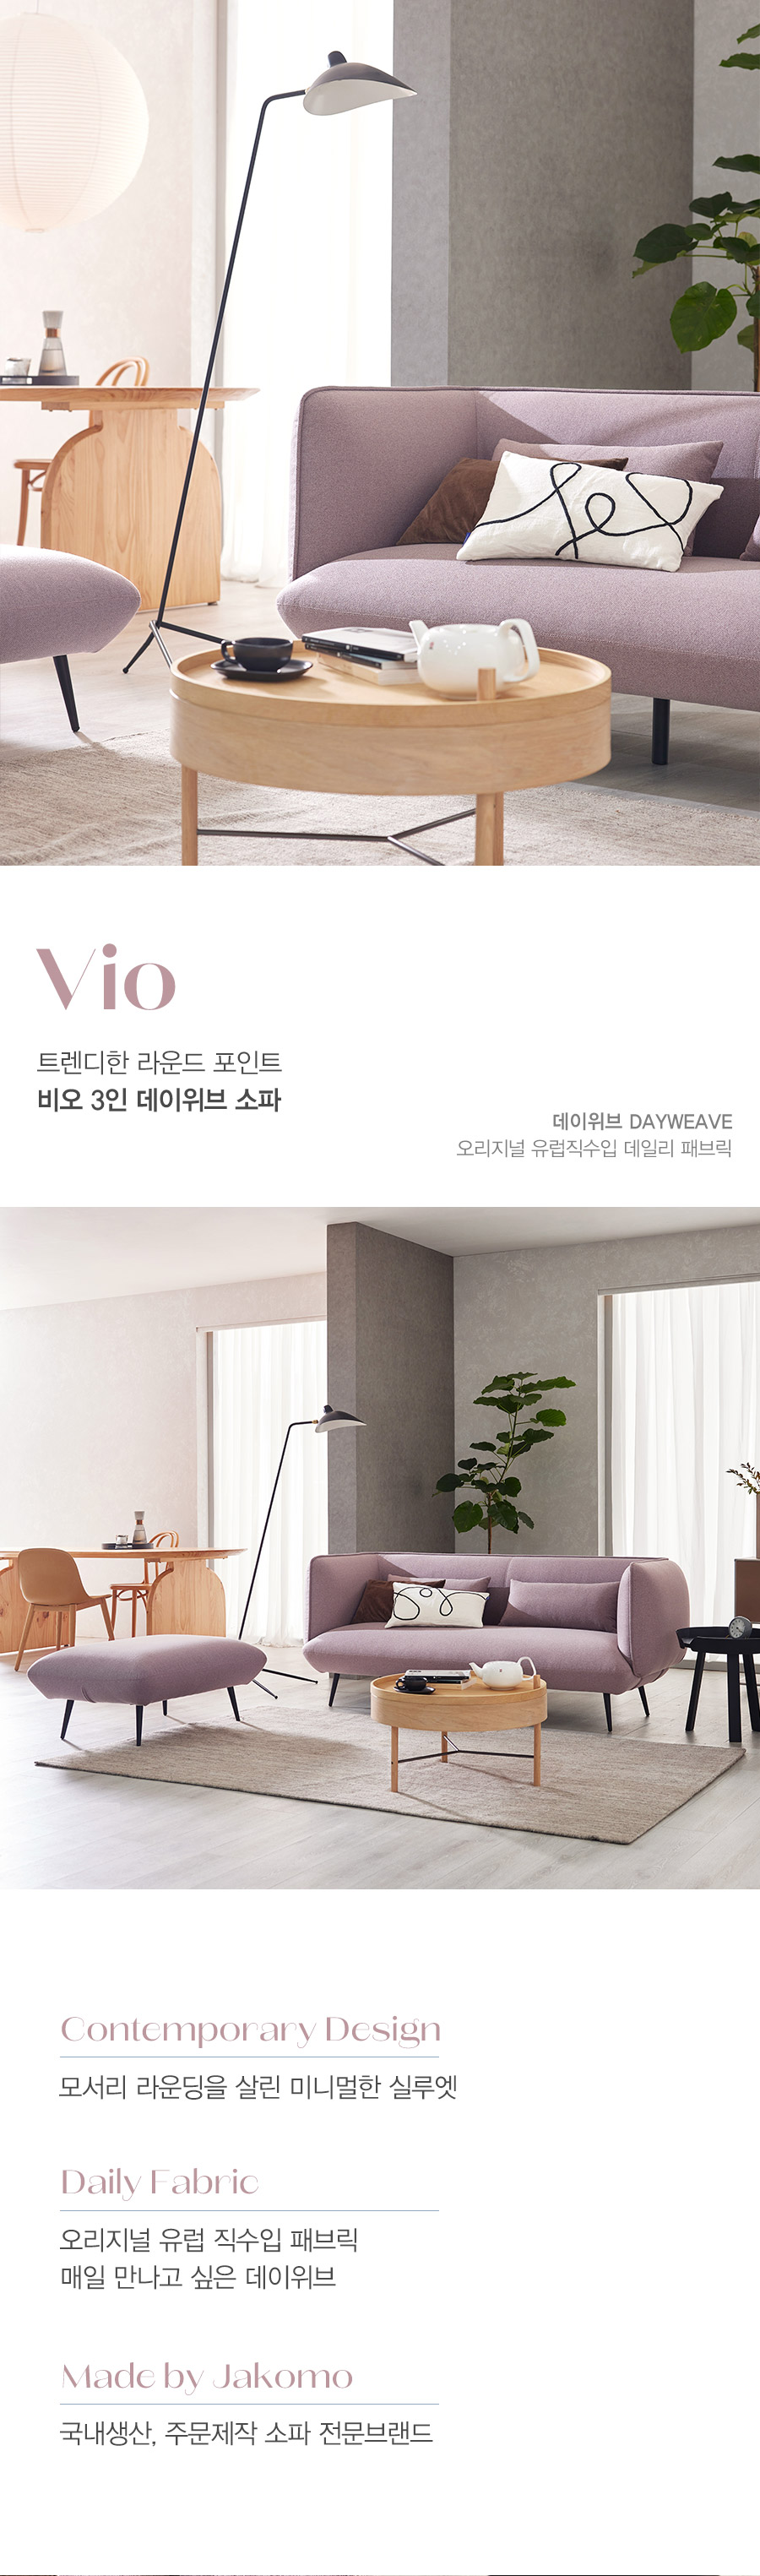 Vio
트렌디한 라운드 포인트
비오 3인 데이위브 소파
데이위브 DAYWEAVE
오리지널 유럽직수입 데일리 패브릭
Contemporary Design
모서리 라운딩을 살린 미니멀한 실루엣
Daily Fabric
오리지널 유럽 직수입 패브릭
매일 만나고 싶은 데이위브
Made by Jakomo
국내생산, 주문제작 소파 전문브랜드